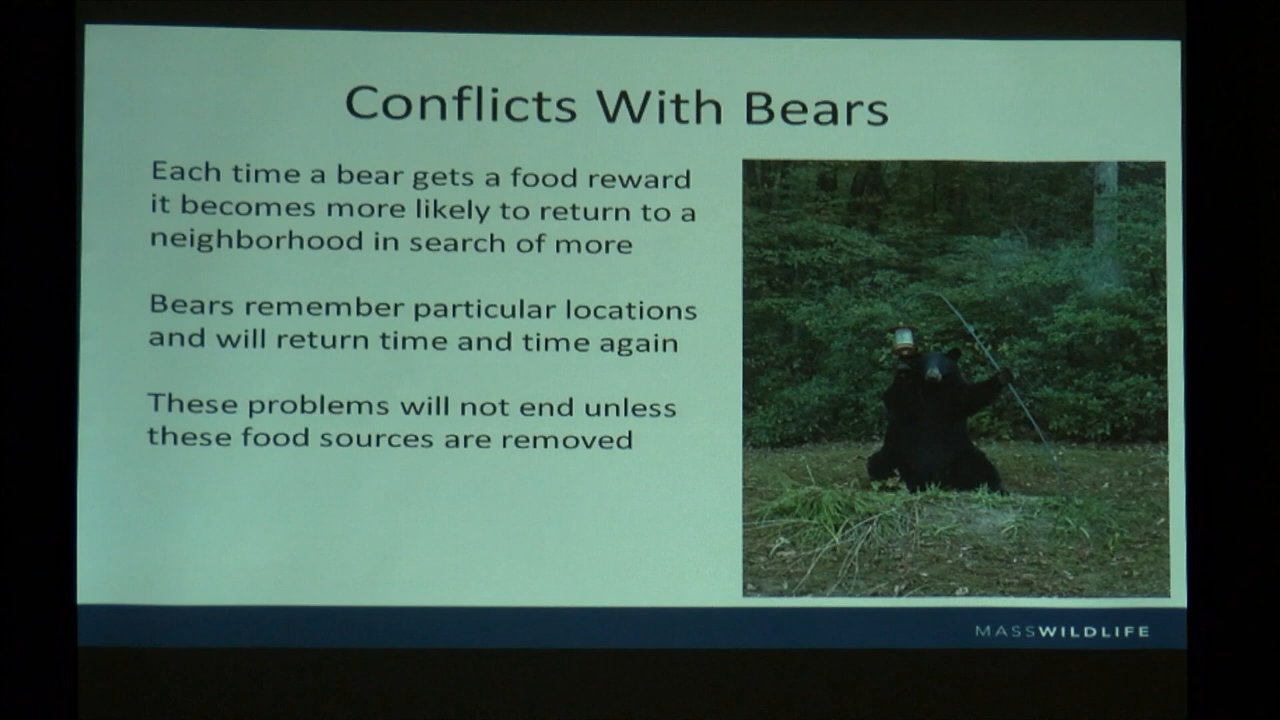 Conflicts With Bears
Each time a bear gets a food reward
it becomes more likely to return to a
neighborhood in search of more
Bears remember particular locations
and will return time and time again
These problems will not end unless
these food sources are removed
MASSWILDLIFE